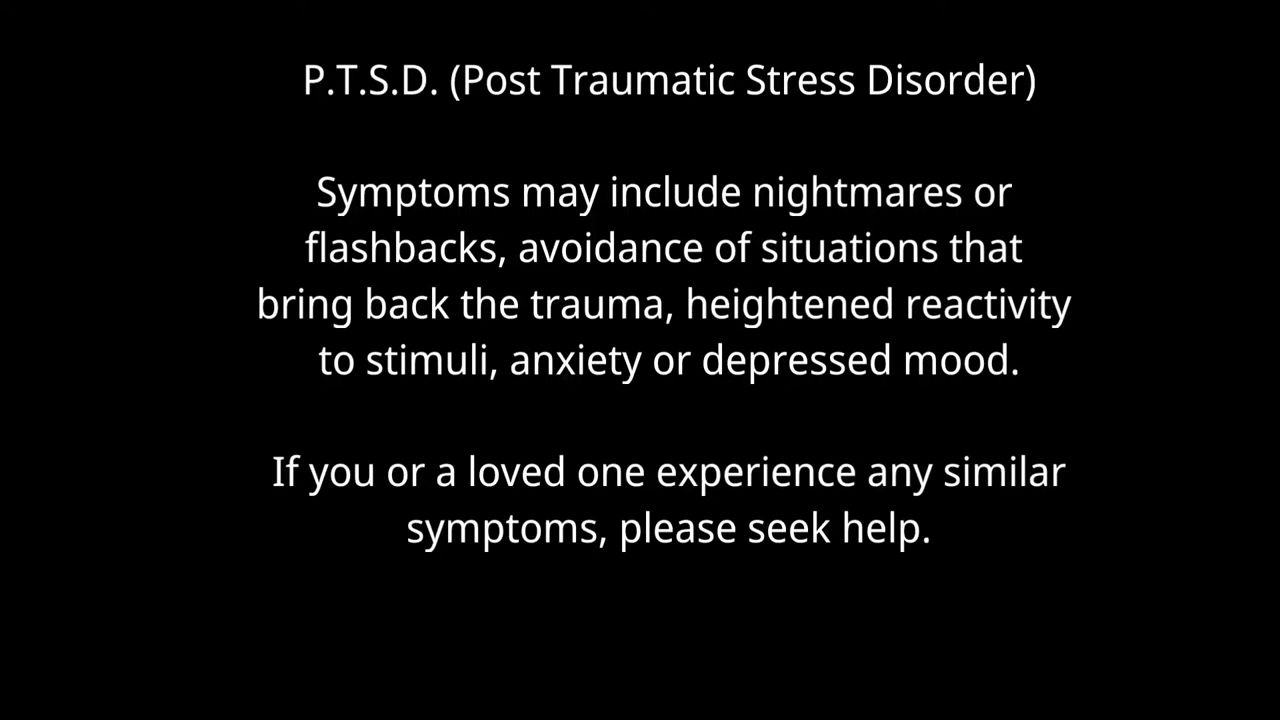 P.T.S.D. (Post Traumatic Stress Disorder)
Symptoms may include nightmares or
flashbacks, avoidance of situations that
bring back the trauma, heightened reactivity
to stimuli, anxiety or depressed mood.
If you or a loved one experience any similar
symptoms, please seek help.